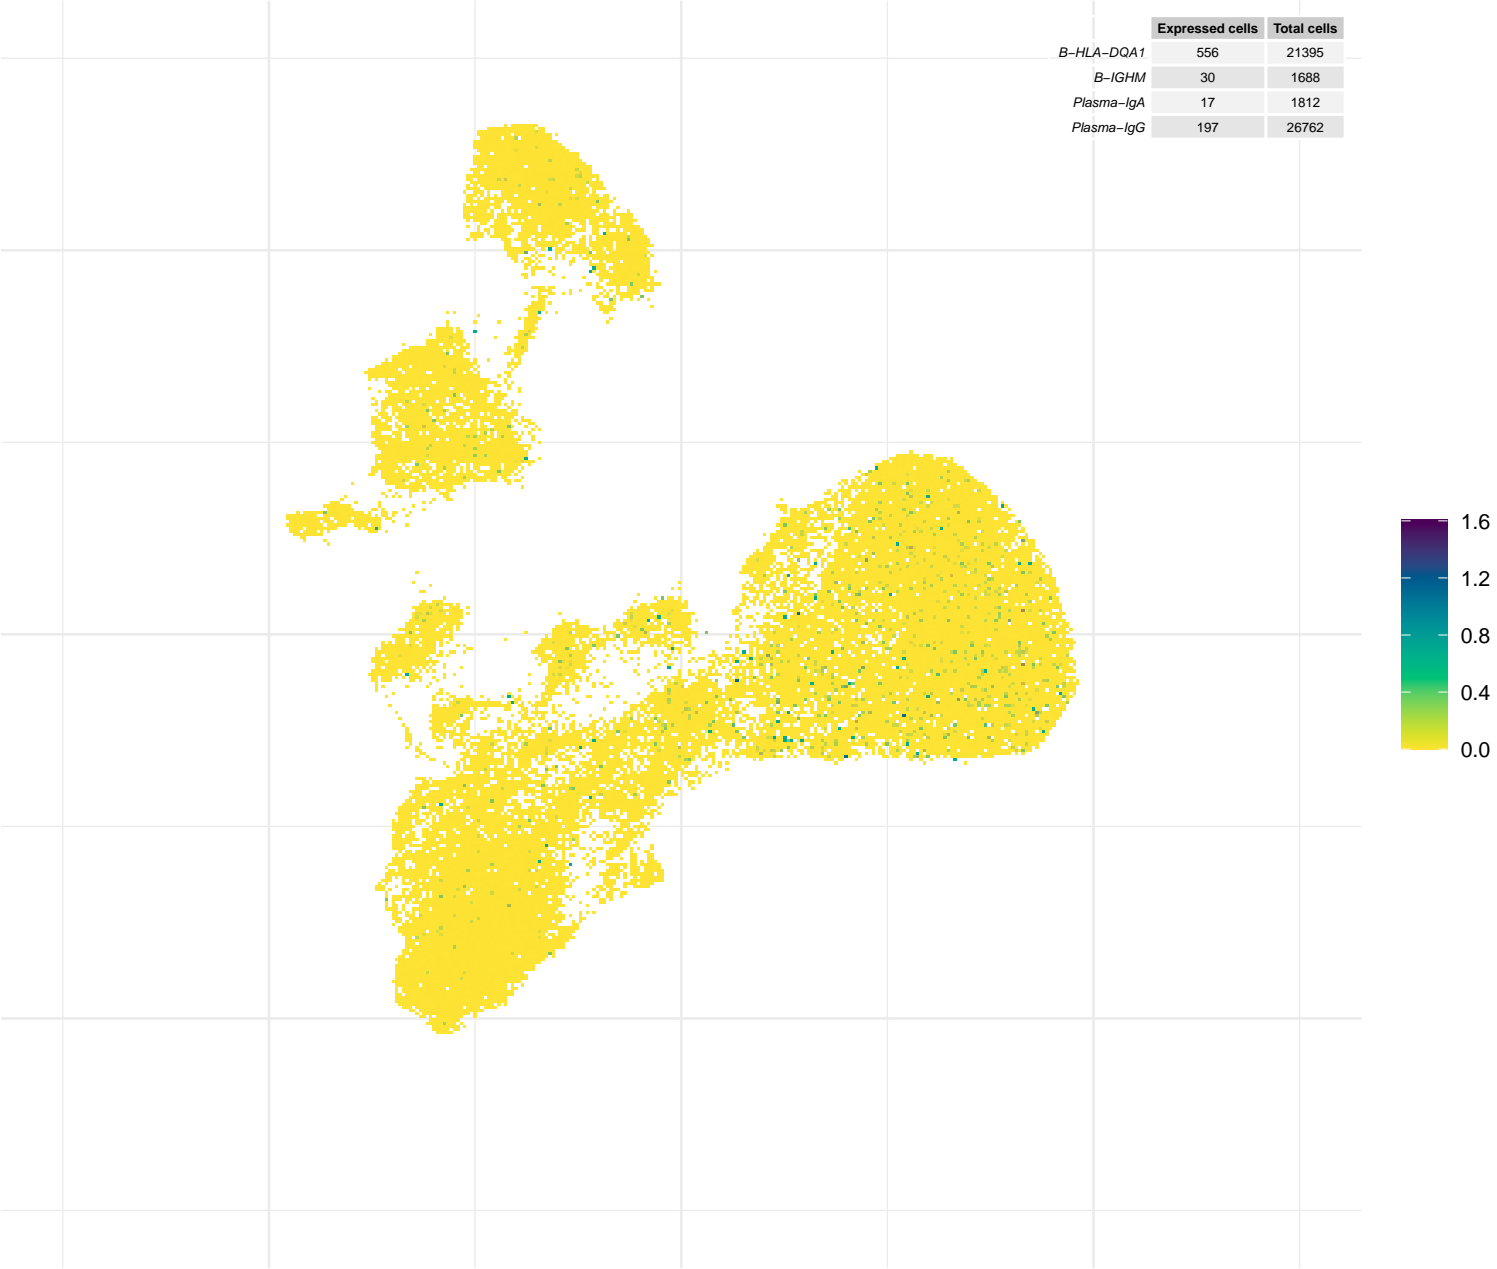 Expressed cells Total cells
B−HLA−DQA1 556 21395
B−IGHM 30 1688
Plasma−IgA 17 1812
Plasma−IgG 197 26762
1.6
1.2
0.8
0.4
0.0